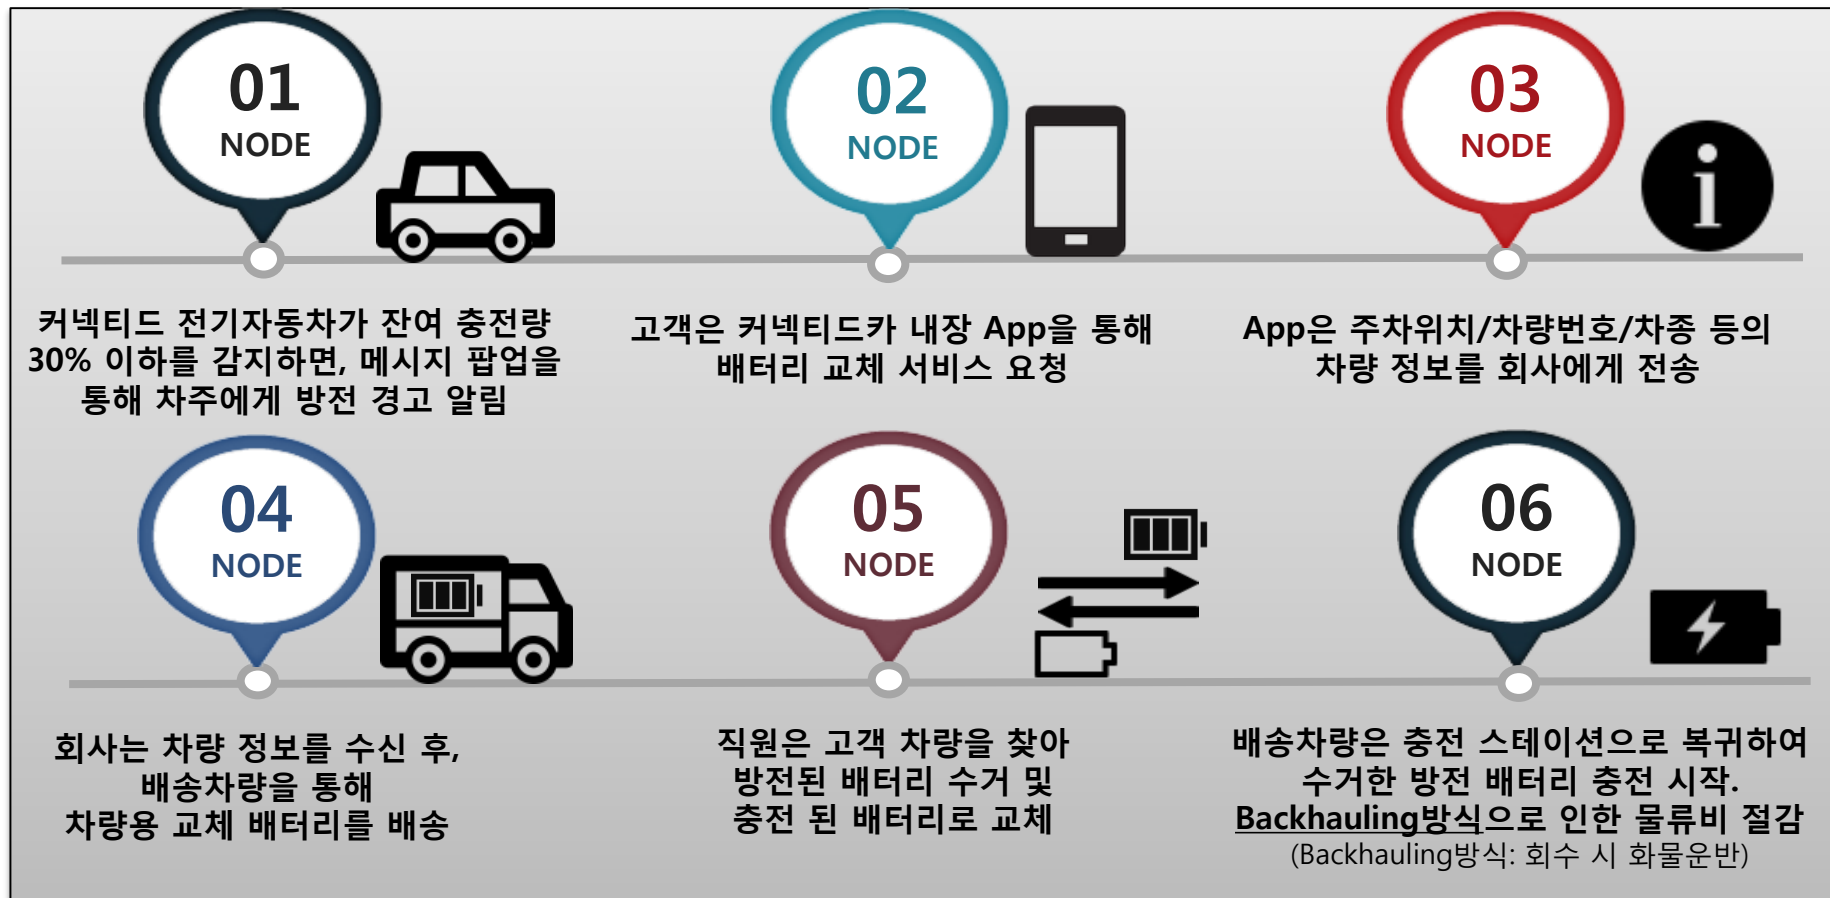 01
NODE
02
NODE
03
NODE
i
커넥티드 전기자동차가 잔여 충전량
30% 이하를 감지하면, 메시지 팝업을
통해 차주에게 방전 경고 알림
고객은 커넥티드카 내장 App을 통해
배터리 교체 서비스 요청
App은 주차위치/차량번호/차종 등의
차량 정보를 회사에게 전송
04
NODE
05
NODE
06
NODE
회사는 차량 정보를 수신 후,
배송차량을 통해
차량용 교체 배터리를 배송
직원은 고객 차량을 찾아
방전된 배터리 수거 및
충전 된 배터리로 교체
배송차량은 충전 스테이션으로 복귀하여
수거한 방전 배터리 충전 시작.
Backhauling방식으로 인한 물류비 절감
(Backhauling방식: 회수 시 화물운반)